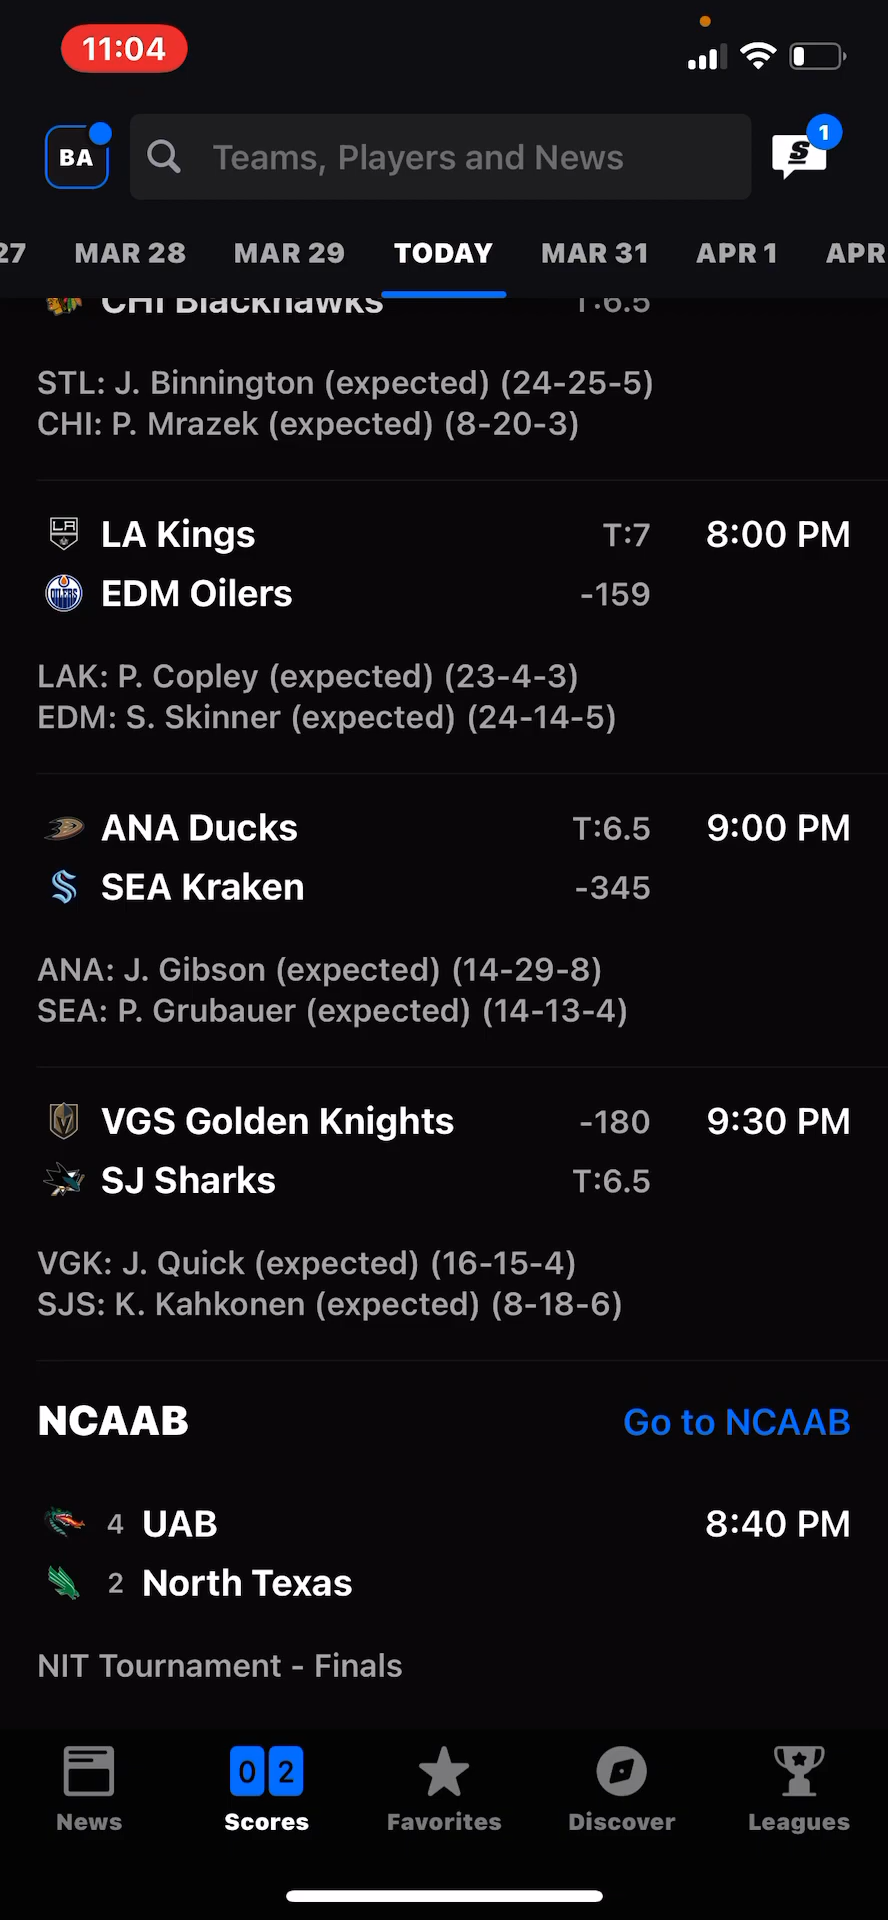 11:04
BA
Teams, Players and News
1
27 MAR 28 MAR 29 TODAY MAR 31 APR 1 APR
CHI Blackhawks T:6.5
STL: J. Binnington (expected) (24-25-5)
CHI: P. Mrazek (expected) (8-20-3)
LA Kings T:7 8:00 PM
EDM Oilers -159
LAK: P. Copley (expected) (23-4-3)
EDM: S. Skinner (expected) (24-14-5)
ANA Ducks T:6.5 9:00 PM
SEA Kraken -345
ANA: J. Gibson (expected) (14-29-8)
SEA: P. Grubauer (expected) (14-13-4)
VGS Golden Knights -180 9:30 PM
SJ Sharks T:6.5
VGK: J. Quick (expected) (16-15-4)
SJS: K. Kahkonen (expected) (8-18-6)
NCAAB Go to NCAAB
4 UAB 8:40 PM
2 North Texas
NIT Tournament - Finals
0 2
News Scores Favorites Discover Leagues